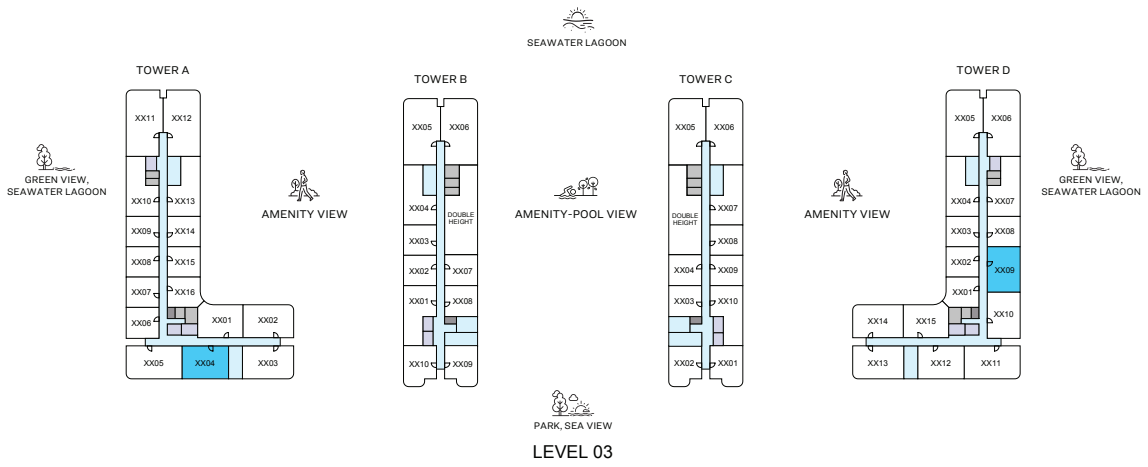 SEAWATER LAGOON
TOWER A
TOWER B
TOWER C
TOWER D
GREEN VIEW,
SEAWATER LAGOON
AMENITY VIEW
AMENITY-POOL VIEW
AMENITY VIEW
GREEN VIEW,
SEAWATER LAGOON
XX11 XX12
XX10 XX13
XX09 XX14
XX08 XX15
XX07 XX16
XX06 XX01 XX02
XX05 XX04 XX03
XX05 XX06
XX04 DOUBLE
HEIGHT
XX03
XX02 XX07
XX01 XX08
XX10 XX09
XX05 XX06
DOUBLE
HEIGHT
XX07
XX08
XX04 XX09
XX03 XX10
XX02 XX01
XX05 XX06
XX04 XX07
XX03 XX08
XX02 XX09
XX01
XX14 XX15 XX10
XX13 XX12 XX11
PARK, SEA VIEW
LEVEL 03